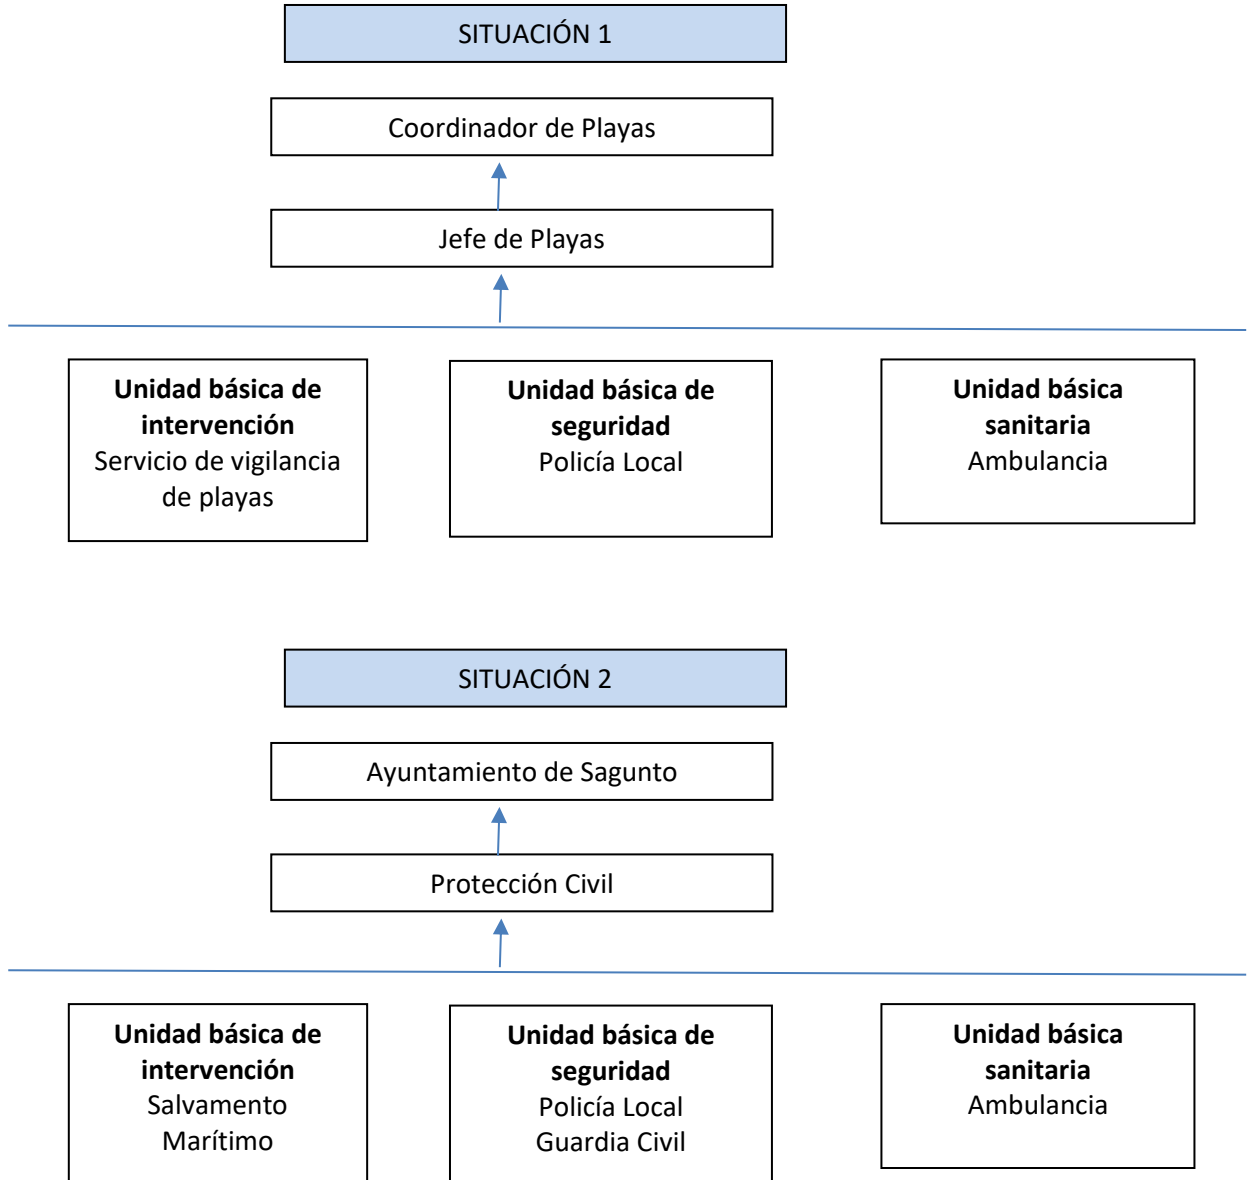 SITUACIÓN 1
Coordinador de Playas
Jefe de Playas
Unidad básica de
intervención
Servicio de vigilancia
de playas
Unidad básica de
seguridad
Policía Local
Unidad básica
sanitaria
Ambulancia
SITUACIÓN 2
Ayuntamiento de Sagunto
Protección Civil
Unidad básica de
intervención
Salvamento
Marítimo
Unidad básica de
seguridad
Policía Local
Guardia Civil
Unidad básica
sanitaria
Ambulancia